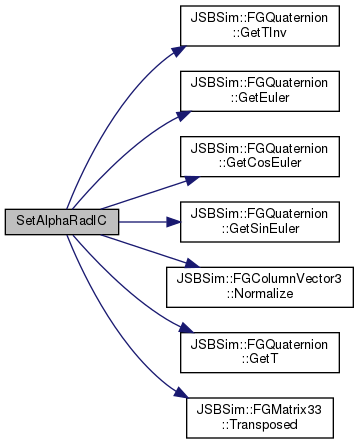 JSBSim::FGQuaternion
::GetTInv
JSBSim::FGQuaternion
::GetEuler
JSBSim::FGQuaternion
::GetCosEuler
SetAlphaRadIC
JSBSim::FGQuaternion
::GetSinEuler
JSBSim::FGColumnVector3
::Normalize
JSBSim::FGQuaternion
::GetT
JSBSim::FGMatrix33
::Transposed